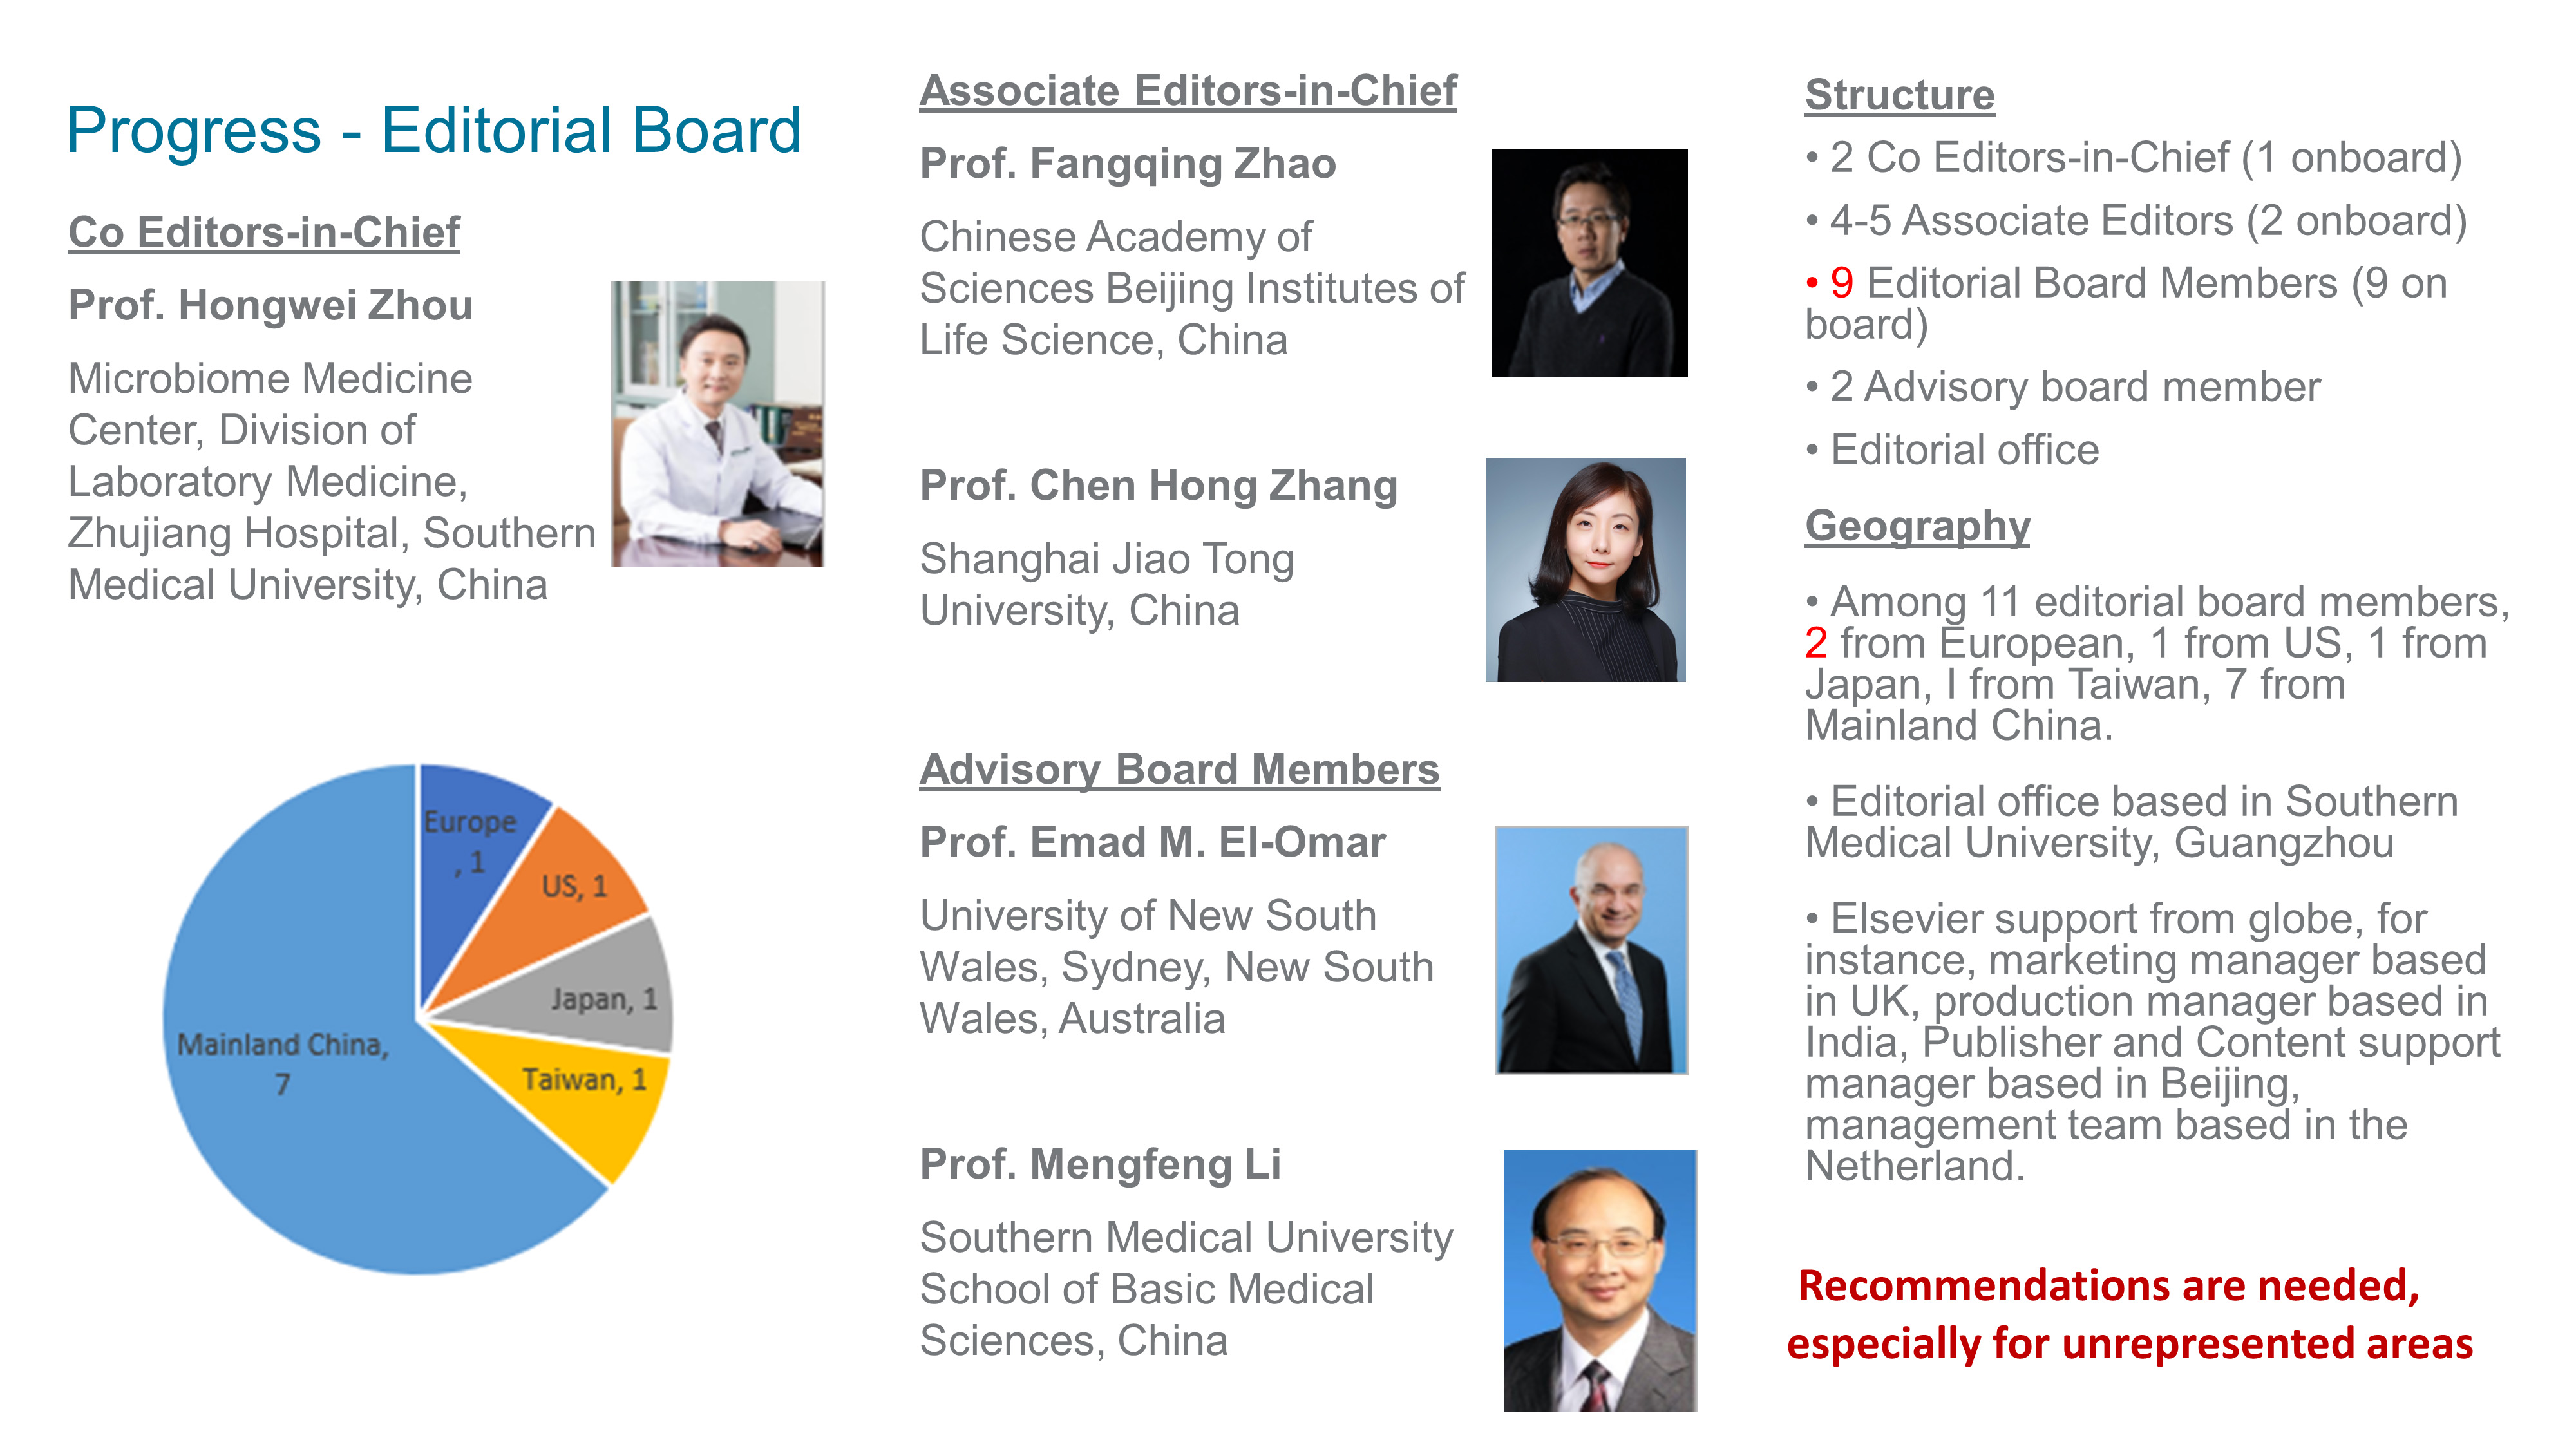 Progress - Editorial Board
Co Editors-in-Chief
Prof. Hongwei Zhou
Microbiome Medicine
Center, Division of
Laboratory Medicine,
Zhujiang Hospital, Southern
Medical University, China
Europe
, 1
US, 1
Japan, 1
Taiwan, 1
Mainland China,
7
Associate Editors-in-Chief
Prof. Fangqing Zhao
Chinese Academy of
Sciences Beijing Institutes of
Life Science, China
Prof. Chen Hong Zhang
Shanghai Jiao Tong
University, China
Advisory Board Members
Prof. Emad M. El-Omar
University of New South
Wales, Sydney, New South
Wales, Australia
Prof. Mengfeng Li
Southern Medical University
School of Basic Medical
Sciences, China
Structure
• 2 Co Editors-in-Chief (1 onboard)
• 4-5 Associate Editors (2 onboard)
• 9 Editorial Board Members (9 on
board)
• 2 Advisory board member
• Editorial office
Geography
• Among 11 editorial board members,
2 from European, 1 from US, 1 from
Japan, I from Taiwan, 7 from
Mainland China.
• Editorial office based in Southern
Medical University, Guangzhou
• Elsevier support from globe, for
instance, marketing manager based
in UK, production manager based in
India, Publisher and Content support
manager based in Beijing,
management team based in the
Netherland.
Recommendations are needed,
especially for unrepresented areas